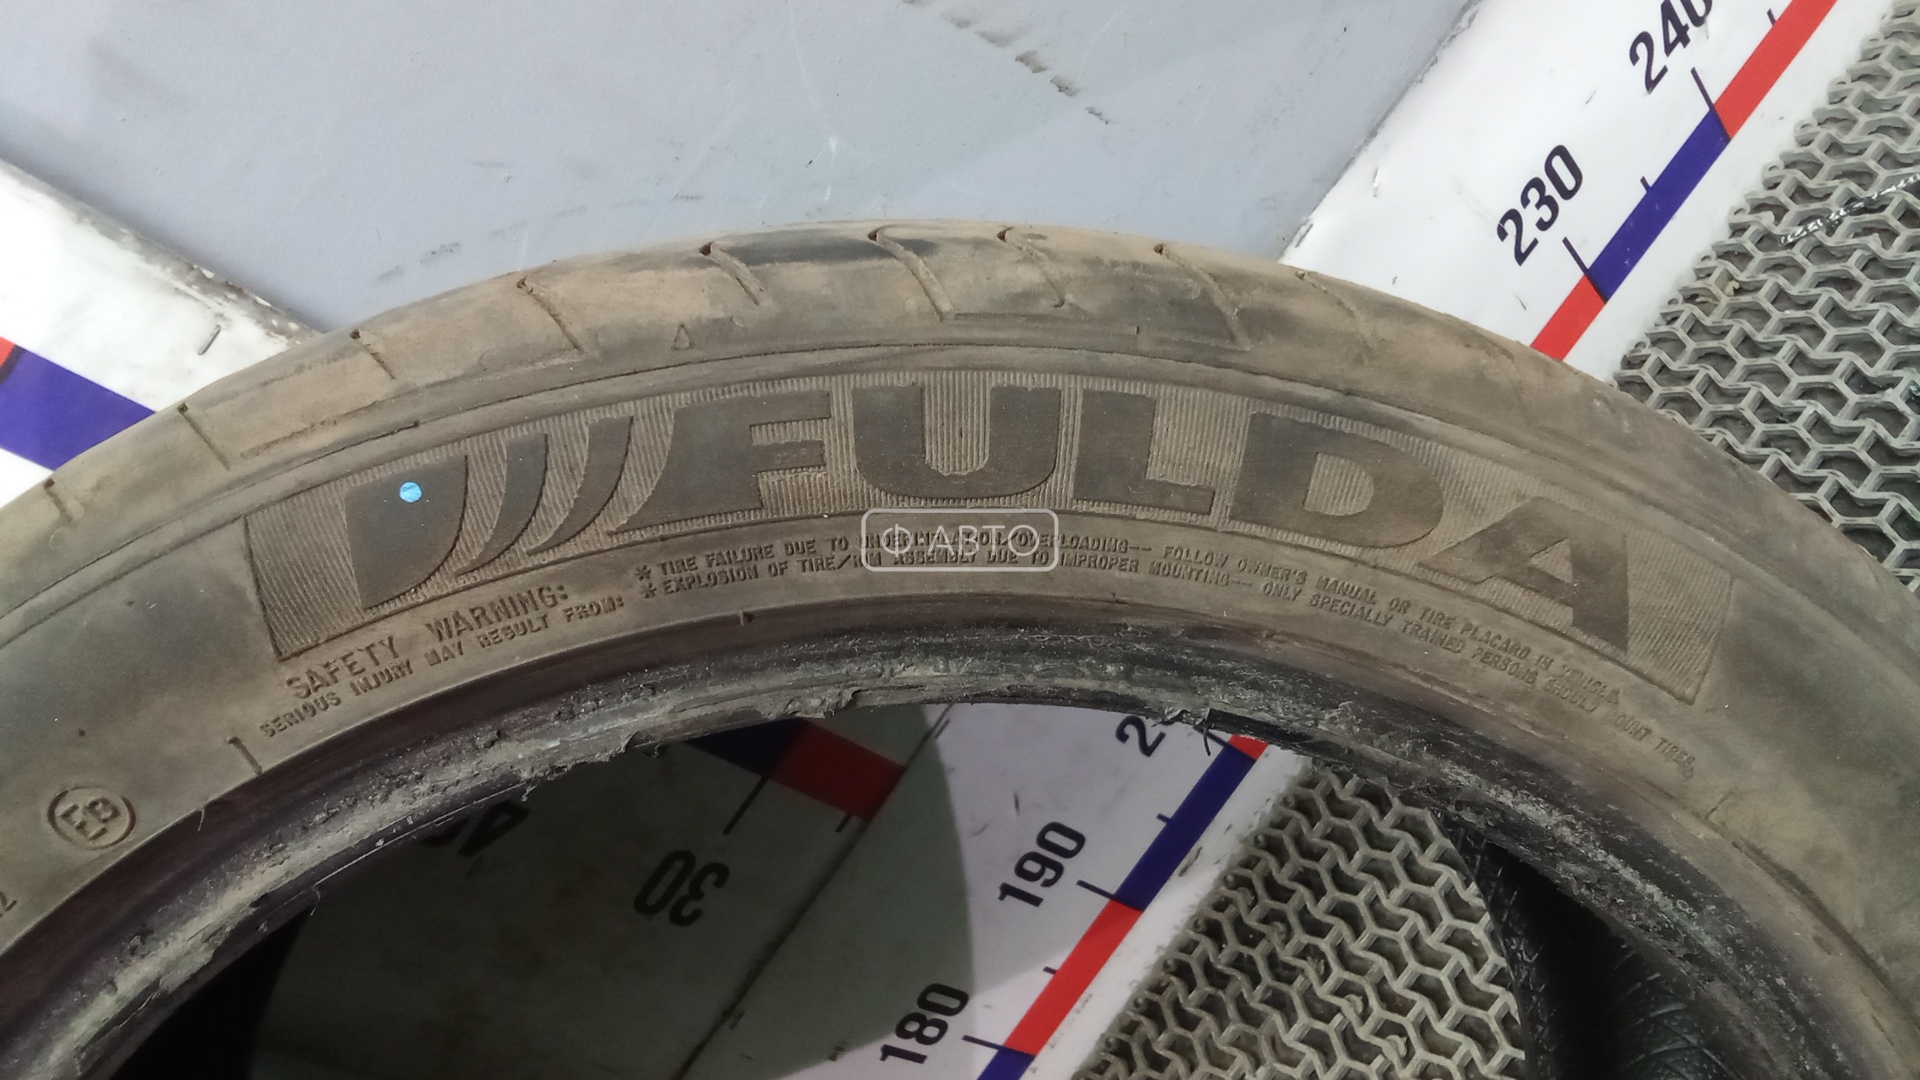 240
230
FULDA
Ф АВТО
SAFETY WARNING:
SERIOUS INJURY MAY RESULT FROM:
* TIRE FAILURE DUE TO UNDERINFLATION/OVERLOADING-- FOLLOW OWNER'S MANUAL OR TIRE PLACARD IN VEHICLE.
* EXPLOSION OF TIRE/RIM ASSEMBLY DUE TO IMPROPER MOUNTING-- ONLY SPECIALLY TRAINED PERSONS SHOULD MOUNT TIRES.
30
190
180